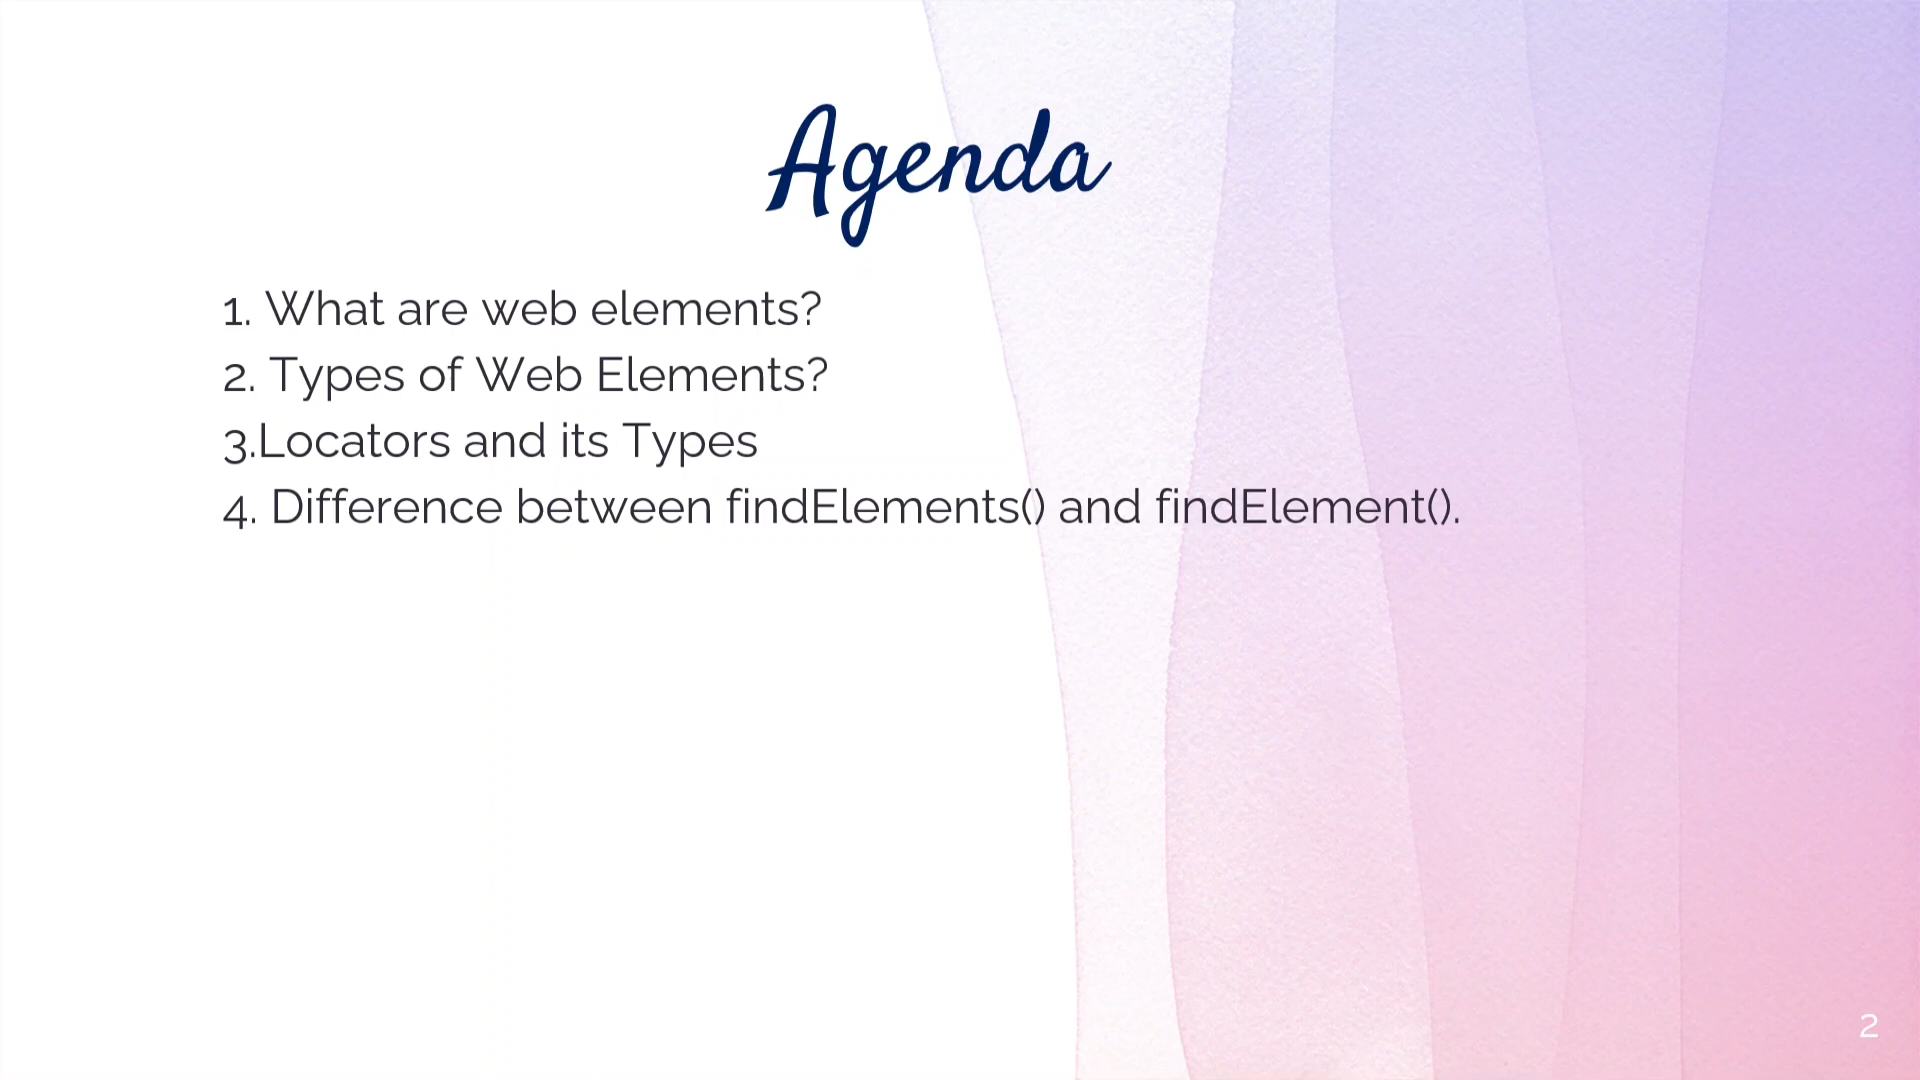 Agenda
1. What are web elements?
2. Types of Web Elements?
3.Locators and its Types
4. Difference between findElements() and findElement().
2